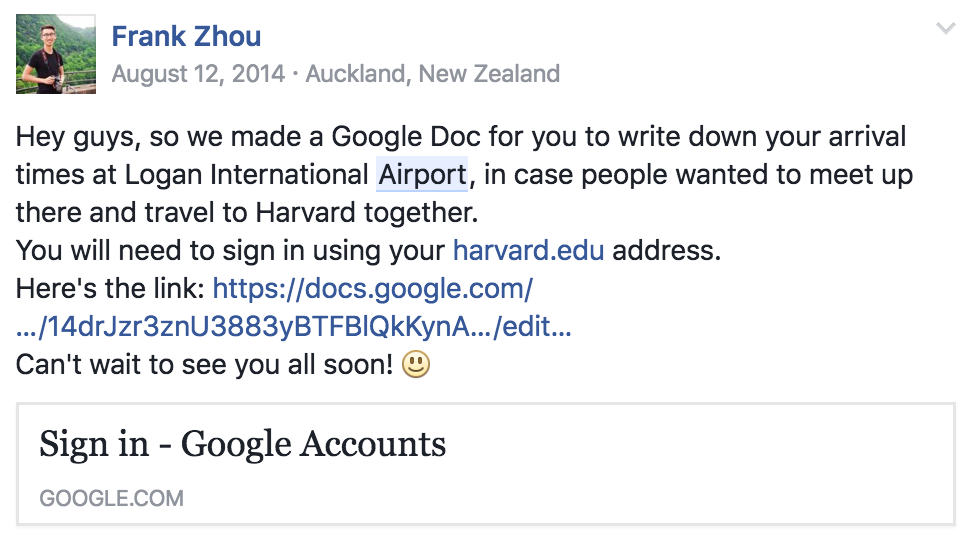 Frank Zhou
August 12, 2014 · Auckland, New Zealand
Hey guys, so we made a Google Doc for you to write down your arrival
times at Logan International Airport, in case people wanted to meet up
there and travel to Harvard together.
You will need to sign in using your harvard.edu address.
Here's the link: https://docs.google.com/
…/14drJzr3znU3883yBTFBlQkKynA…/edit…
Can't wait to see you all soon! 🙂
Sign in - Google Accounts
GOOGLE.COM